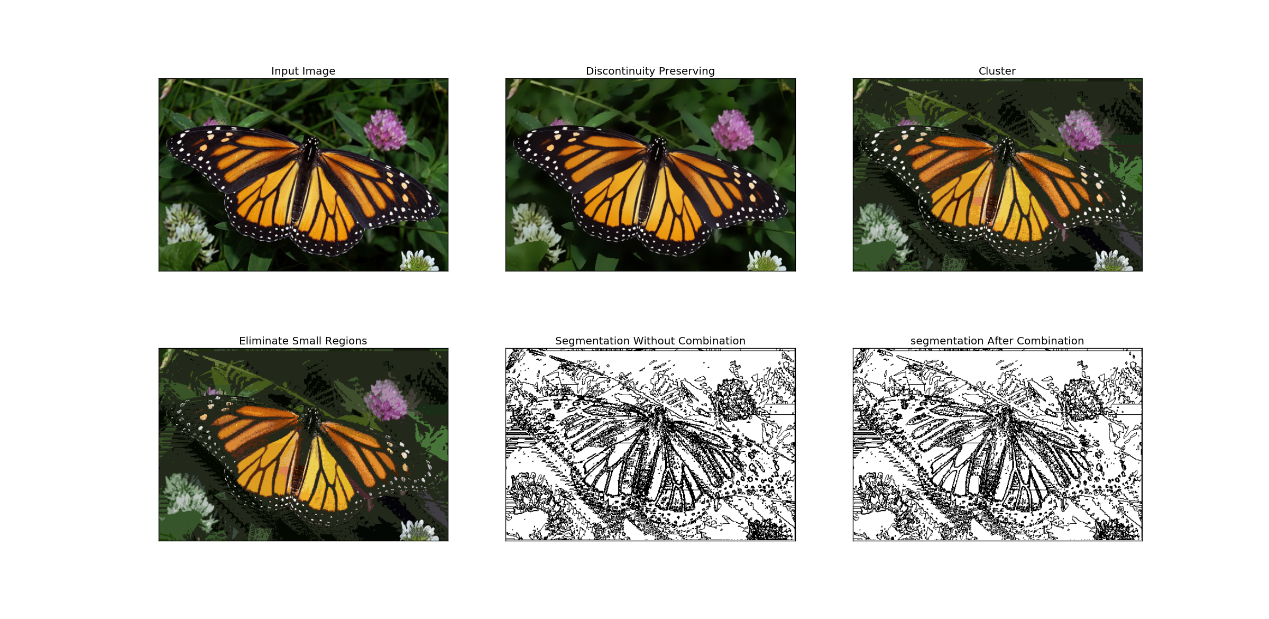 Input Image
Discontinuity Preserving
Cluster
Eliminate Small Regions
Segmentation Without Combination
segmentation After Combination